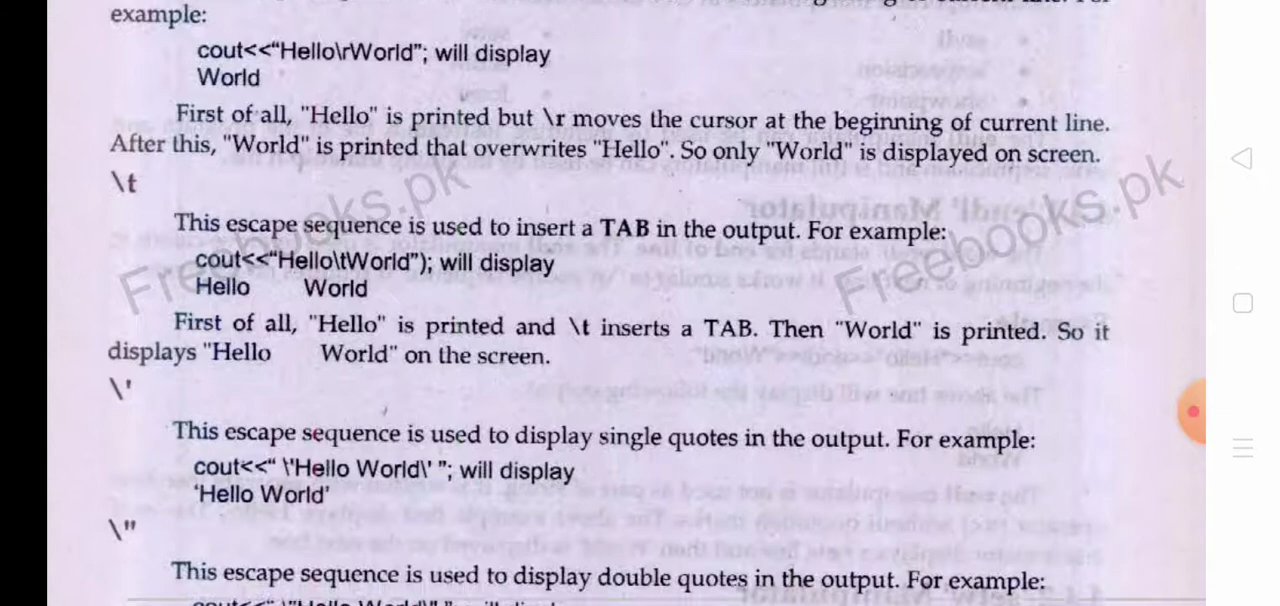 example:
cout<<"Hello\rWorld"; will display
World
First of all, "Hello" is printed but \r moves the cursor at the beginning of current line.
After this, "World" is printed that overwrites "Hello". So only "World" is displayed on screen.
\t
This escape sequence is used to insert a TAB in the output. For example:
cout<<"Hello\tWorld"); will display
Hello World
First of all, "Hello" is printed and \t inserts a TAB. Then "World" is printed. So it
displays "Hello World" on the screen.
\'
This escape sequence is used to display single quotes in the output. For example:
cout<<" \'Hello World\' "; will display
'Hello World'
\"
This escape sequence is used to display double quotes in the output. For example:
Freebooks.pk
Freebooks.pk